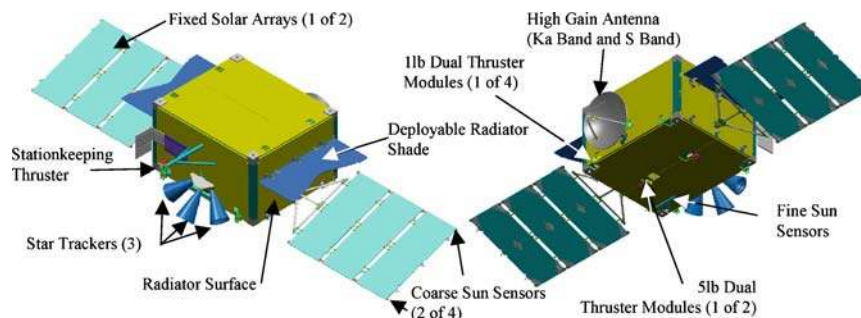 Fixed Solar Arrays (1 of 2)
High Gain Antenna
(Ka Band and S Band)
1lb Dual Thruster
Modules (1 of 4)
Deployable Radiator
Shade
Stationkeeping
Thruster
Star Trackers (3)
Fine Sun
Sensors
Radiator Surface
Coarse Sun Sensors
(2 of 4)
5lb Dual
Thruster Modules (1 of 2)